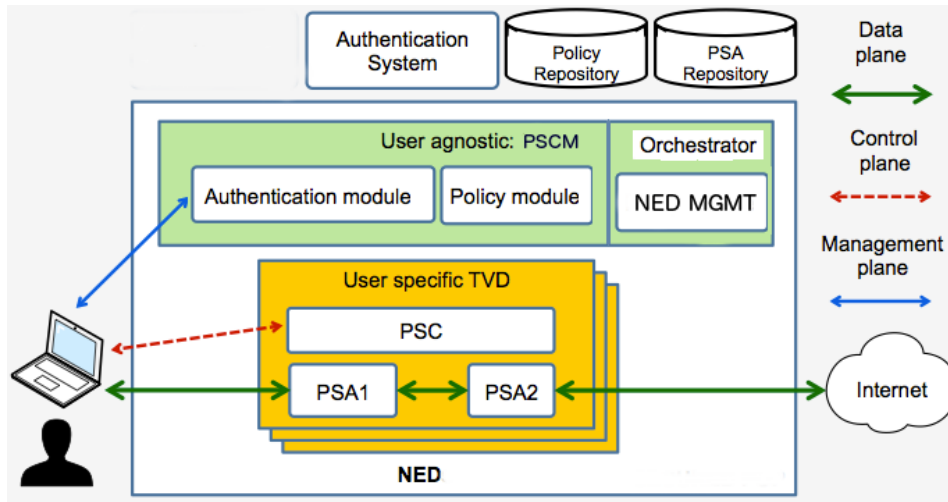 Authentication
System
Policy
Repository
PSA
Repository
Data
plane
Control
plane
Management
plane
User agnostic: PSCM
Orchestrator
Authentication module
Policy module
NED MGMT
User specific TVD
PSC
PSA1
PSA2
Internet
NED